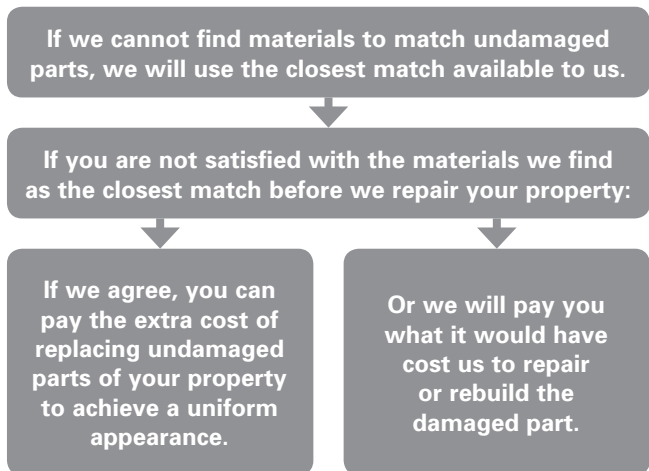 If we cannot find materials to match undamaged
parts, we will use the closest match available to us.
If you are not satisfied with the materials we find
as the closest match before we repair your property:
If we agree, you can
pay the extra cost of
replacing undamaged
parts of your property
to achieve a uniform
appearance.
Or we will pay you
what it would have
cost us to repair
or rebuild the
damaged part.